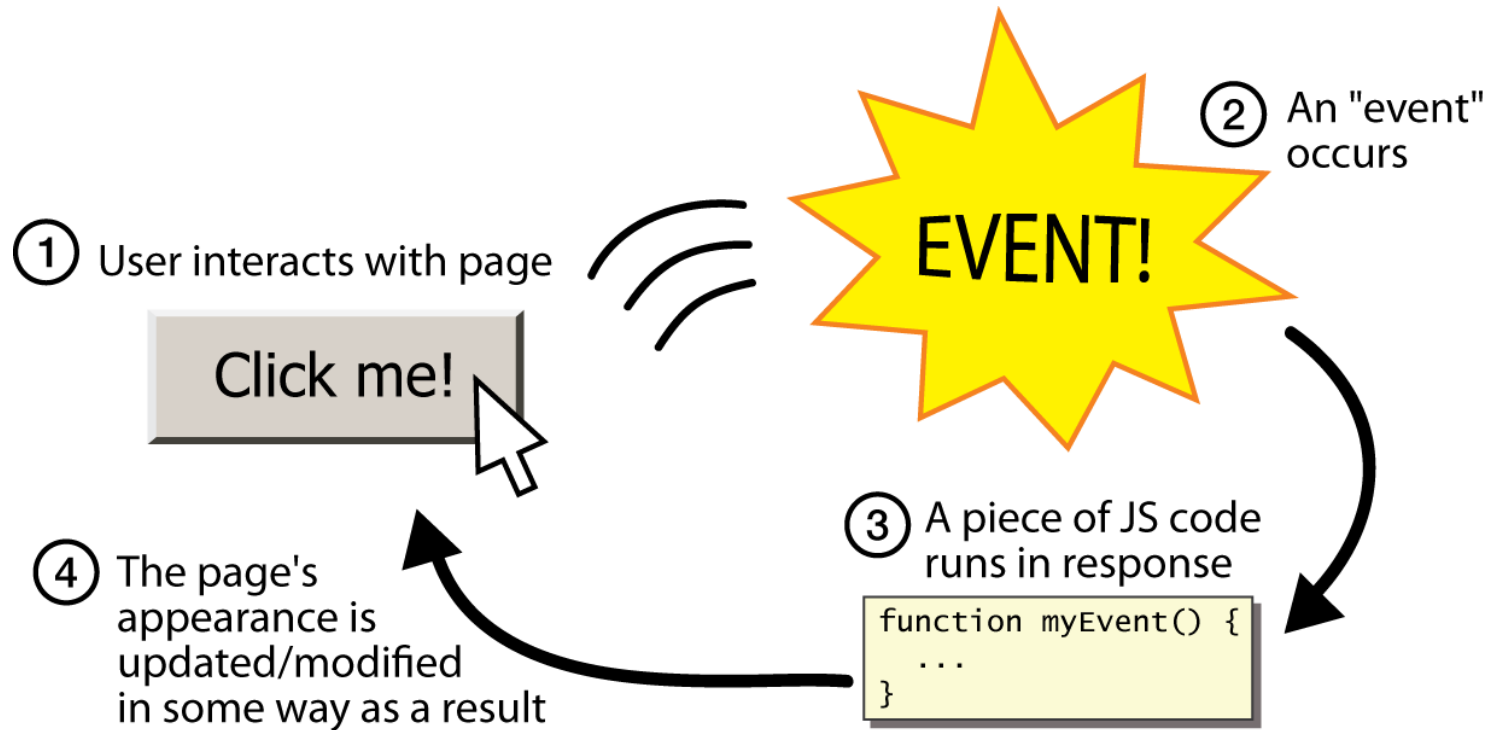 1 User interacts with page
Click me!
2 An "event"
occurs
EVENT!
3 A piece of JS code
runs in response
function myEvent() {
  ...
}
4 The page's
appearance is
updated/modified
in some way as a result